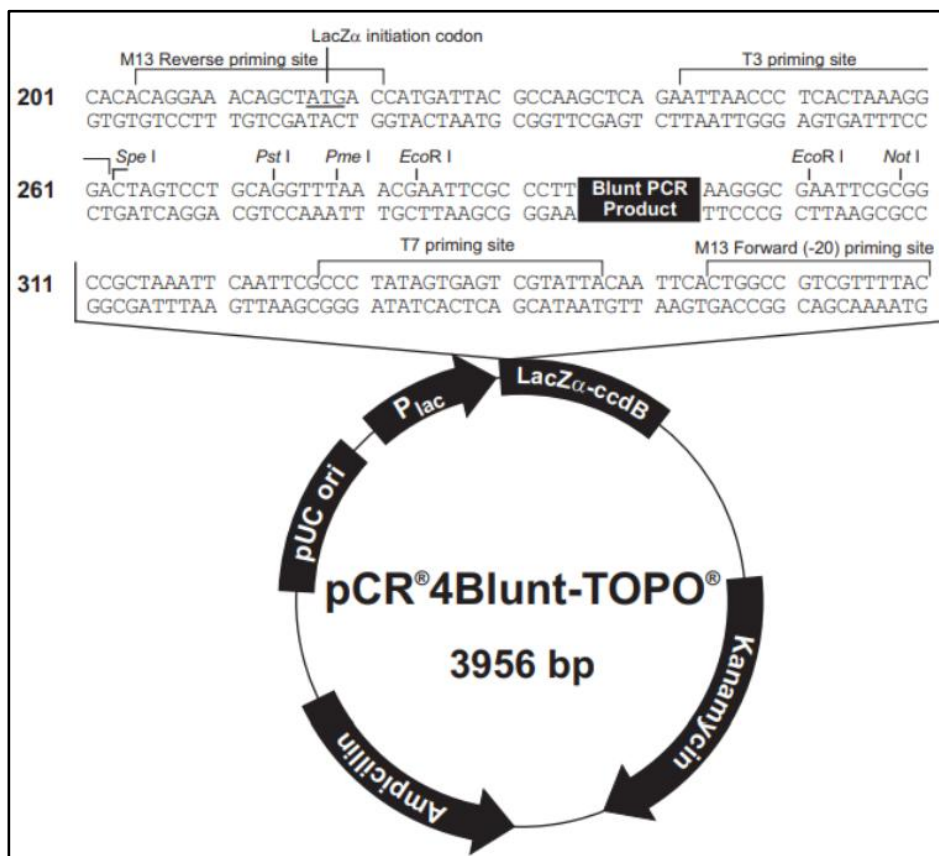 LacZα initiation codon
M13 Reverse priming site T3 priming site
201 CACACAGGAA ACAGCTATGA CCATGATTAC GCCAAGCTCA GAATTAACCC TCACTAAAGG
GTGTGTCCTT TGTCGATACT GGTACTAATG CGGTTCGAGT CTTAATTGGG AGTGATTTCC
Spe I Pst I Pme I EcoR I EcoR I Not I
261 GACTAGTCCT GCAGGTTTAA ACGAATTCGC CCTT Blunt PCR Product AAGGGC GAATTCGCGG
CTGATCAGGA CGTCCAAATT TGCTTAAGCG GGAA TTCCCG CTTAAGCGCC
T7 priming site M13 Forward (-20) priming site
311 CCGCTAAATT CAATTCGCCC TATAGTGAGT CGTATTACAA TTCACTGGCC GTCGTTTTAC
GGCGATTTAA GTTAAGCGGG ATATCACTCA GCATAATGTT AAGTGACCGG CAGCAAAATG
Plac LacZα-ccdB
pUC ori
pCR®4Blunt-TOPO®
3956 bp
Kanamycin
Ampicillin